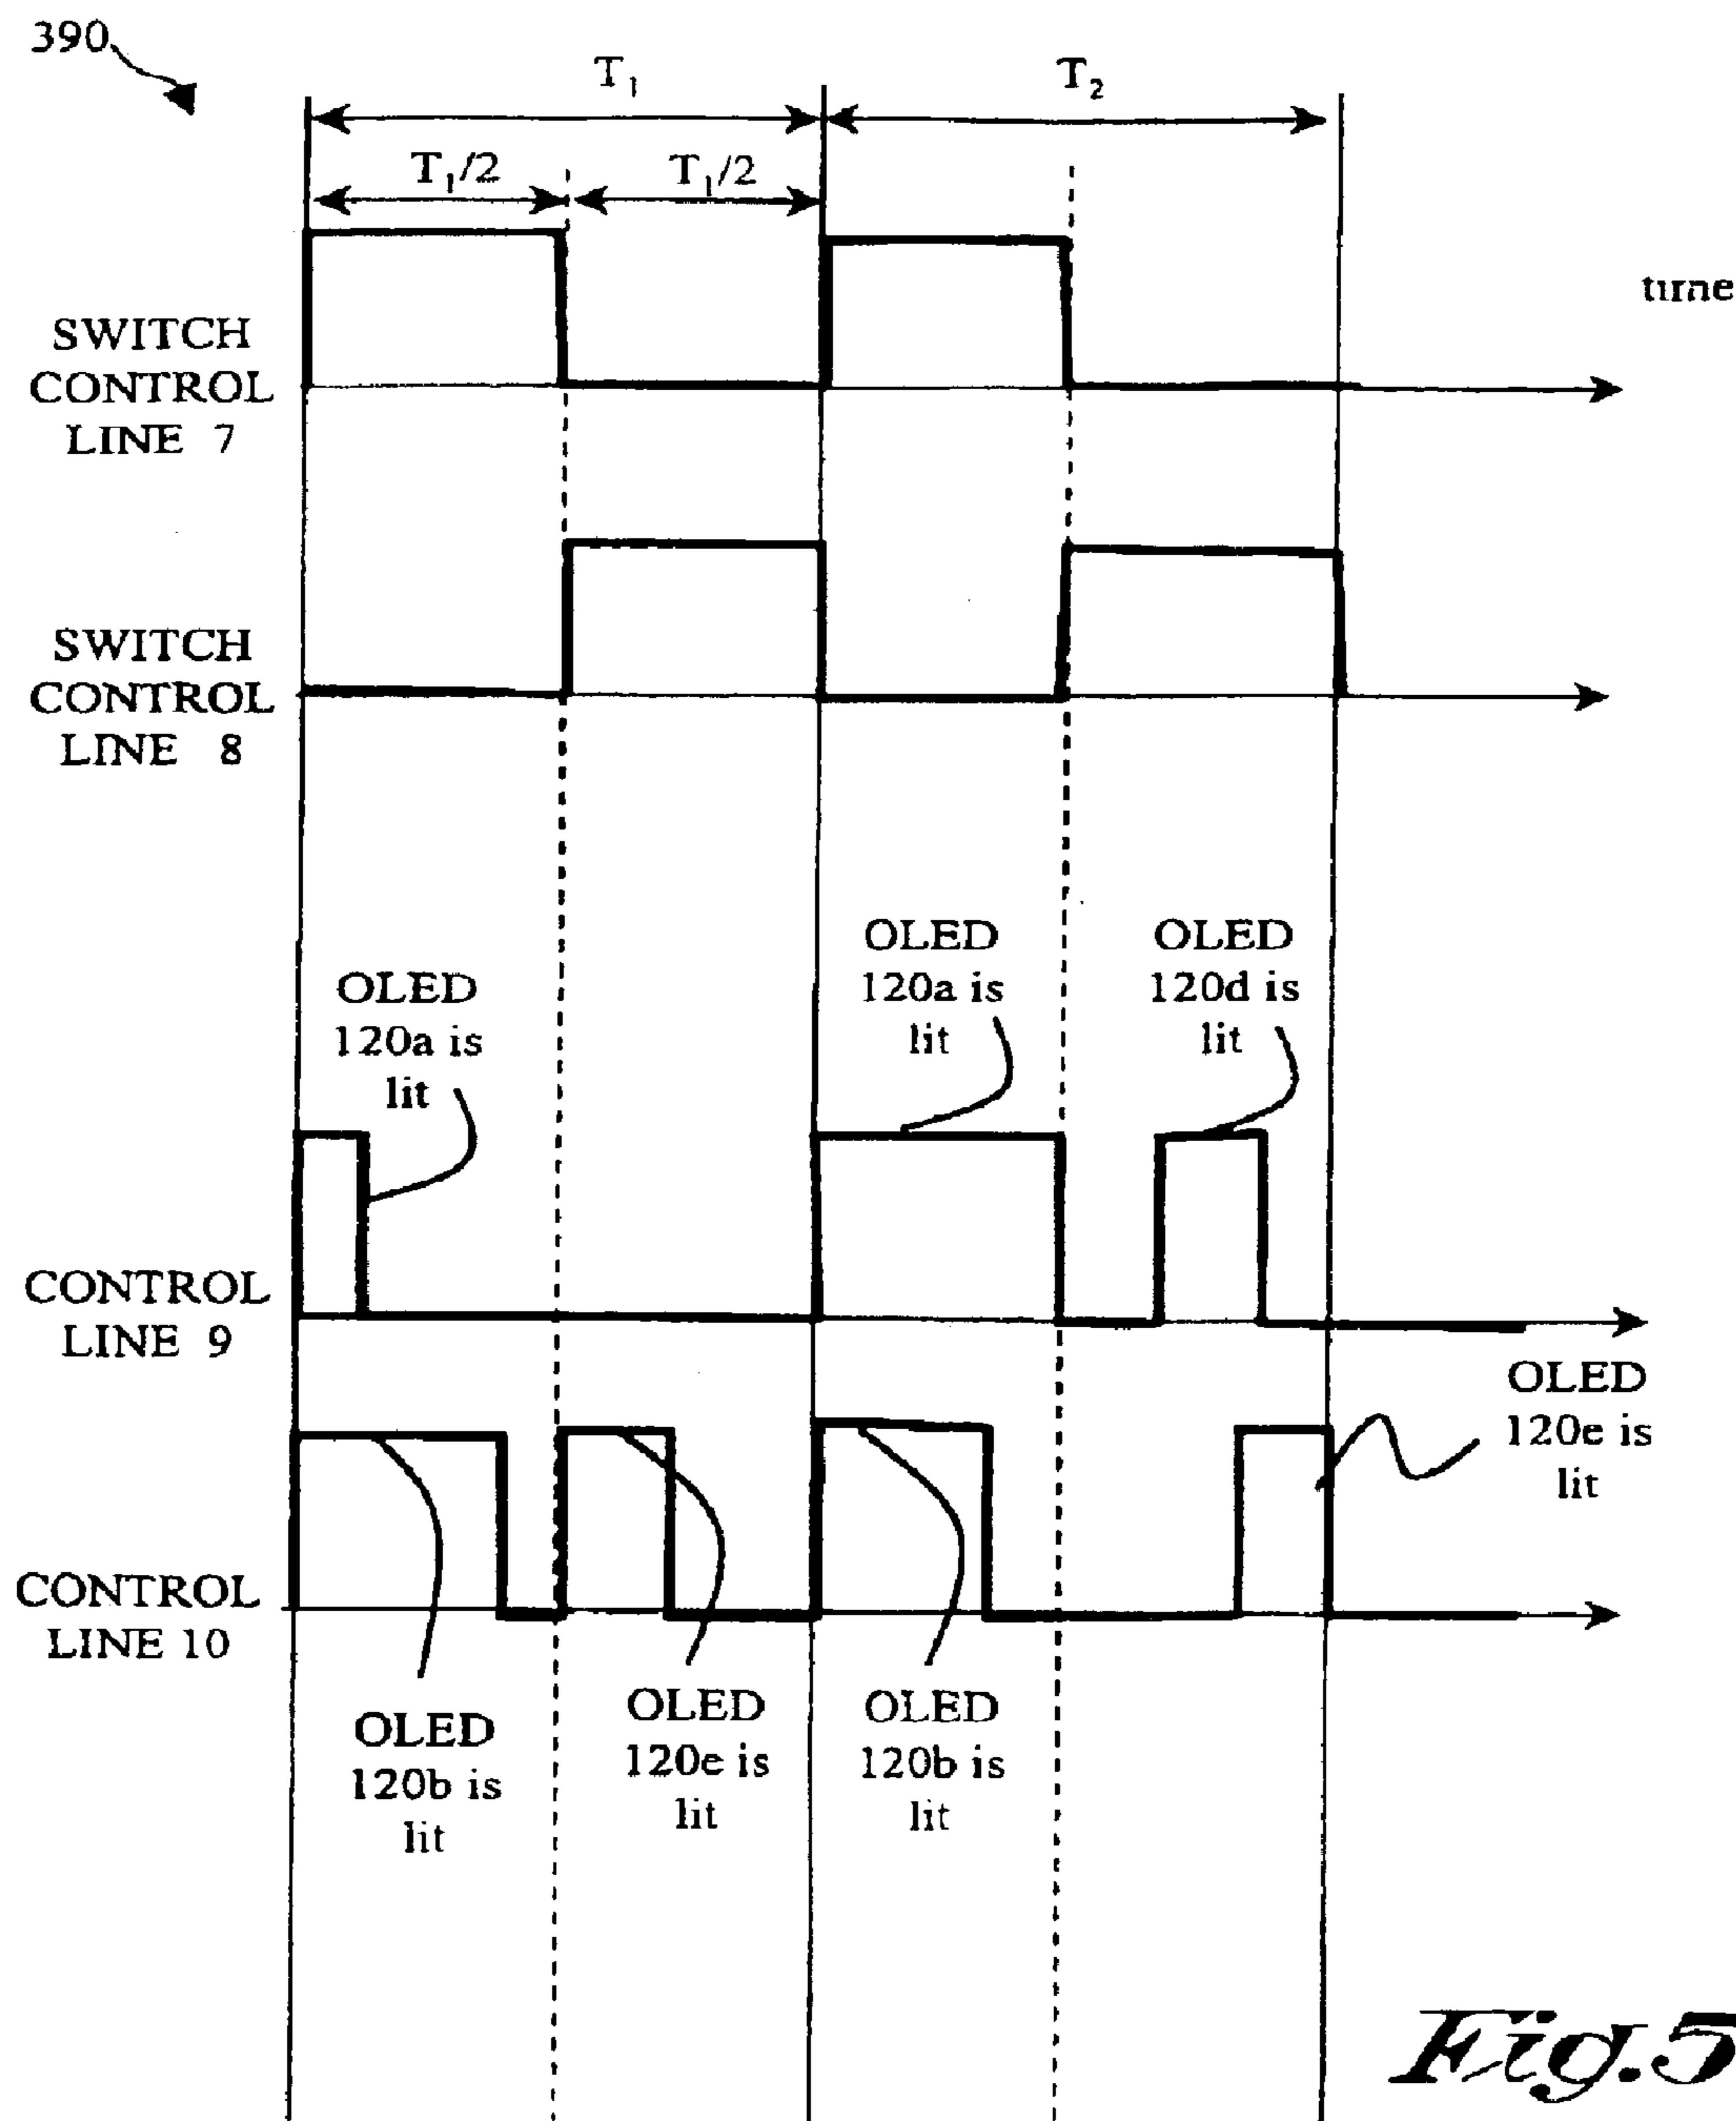 390
T₁
T₂
T₁/2
T₁/2
time
SWITCH
CONTROL
LINE 7
SWITCH
CONTROL
LINE 8
OLED
120a is
lit
OLED
120a is
lit
OLED
120d is
lit
CONTROL
LINE 9
OLED
120e is
lit
CONTROL
LINE 10
OLED
120b is
lit
OLED
120e is
lit
OLED
120b is
lit
Fig.5